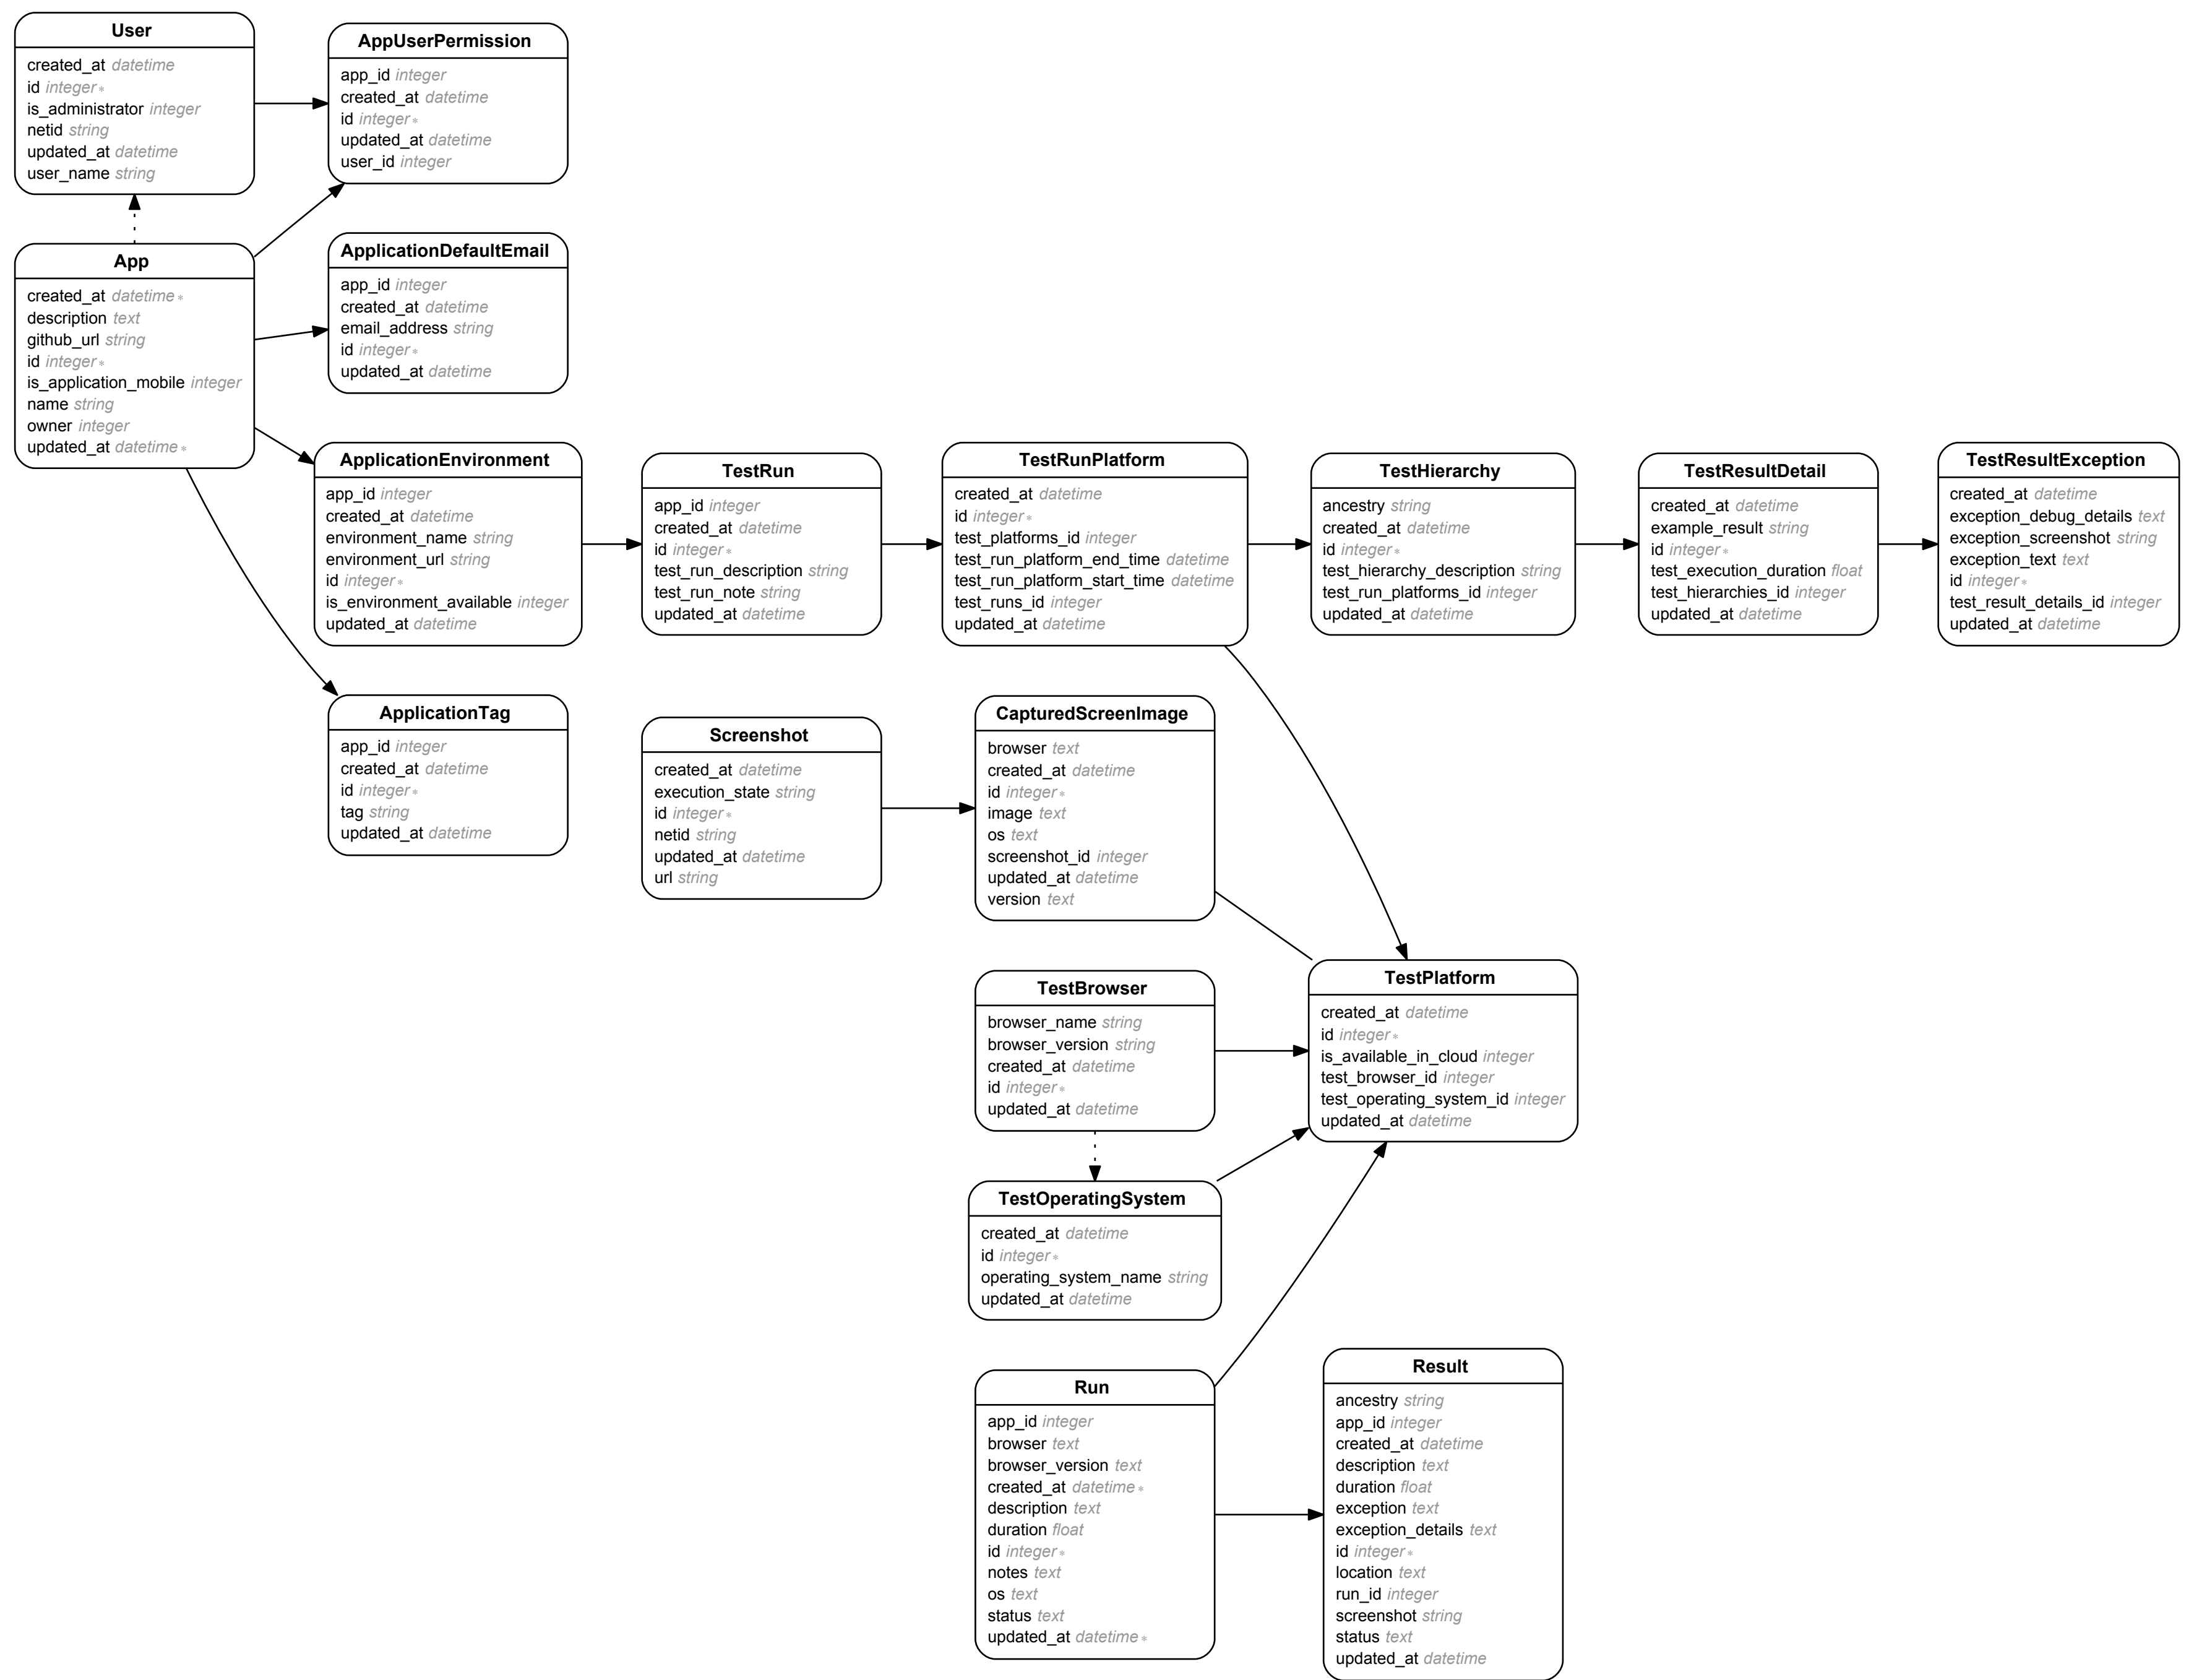 User
created_at datetime
id integer *
is_administrator integer
netid string
updated_at datetime
user_name string
AppUserPermission
app_id integer
created_at datetime
id integer *
updated_at datetime
user_id integer
App
created_at datetime *
description text
github_url string
id integer *
is_application_mobile integer
name string
owner integer
updated_at datetime *
ApplicationDefaultEmail
app_id integer
created_at datetime
email_address string
id integer *
updated_at datetime
ApplicationEnvironment
app_id integer
created_at datetime
environment_name string
environment_url string
id integer *
is_environment_available integer
updated_at datetime
TestRun
app_id integer
created_at datetime
id integer *
test_run_description string
test_run_note string
updated_at datetime
TestRunPlatform
created_at datetime
id integer *
test_platforms_id integer
test_run_platform_end_time datetime
test_run_platform_start_time datetime
test_runs_id integer
updated_at datetime
TestHierarchy
ancestry string
created_at datetime
id integer *
test_hierarchy_description string
test_run_platforms_id integer
updated_at datetime
TestResultDetail
created_at datetime
example_result string
id integer *
test_execution_duration float
test_hierarchies_id integer
updated_at datetime
TestResultException
created_at datetime
exception_debug_details text
exception_screenshot string
exception_text text
id integer *
test_result_details_id integer
updated_at datetime
ApplicationTag
app_id integer
created_at datetime
id integer *
tag string
updated_at datetime
Screenshot
created_at datetime
execution_state string
id integer *
netid string
updated_at datetime
url string
CapturedScreenImage
browser text
created_at datetime
id integer *
image text
os text
screenshot_id integer
updated_at datetime
version text
TestBrowser
browser_name string
browser_version string
created_at datetime
id integer *
updated_at datetime
TestPlatform
created_at datetime
id integer *
is_available_in_cloud integer
test_browser_id integer
test_operating_system_id integer
updated_at datetime
TestOperatingSystem
created_at datetime
id integer *
operating_system_name string
updated_at datetime
Run
app_id integer
browser text
browser_version text
created_at datetime *
description text
duration float
id integer *
notes text
os text
status text
updated_at datetime *
Result
ancestry string
app_id integer
created_at datetime
description text
duration float
exception text
exception_details text
id integer *
location text
run_id integer
screenshot string
status text
updated_at datetime